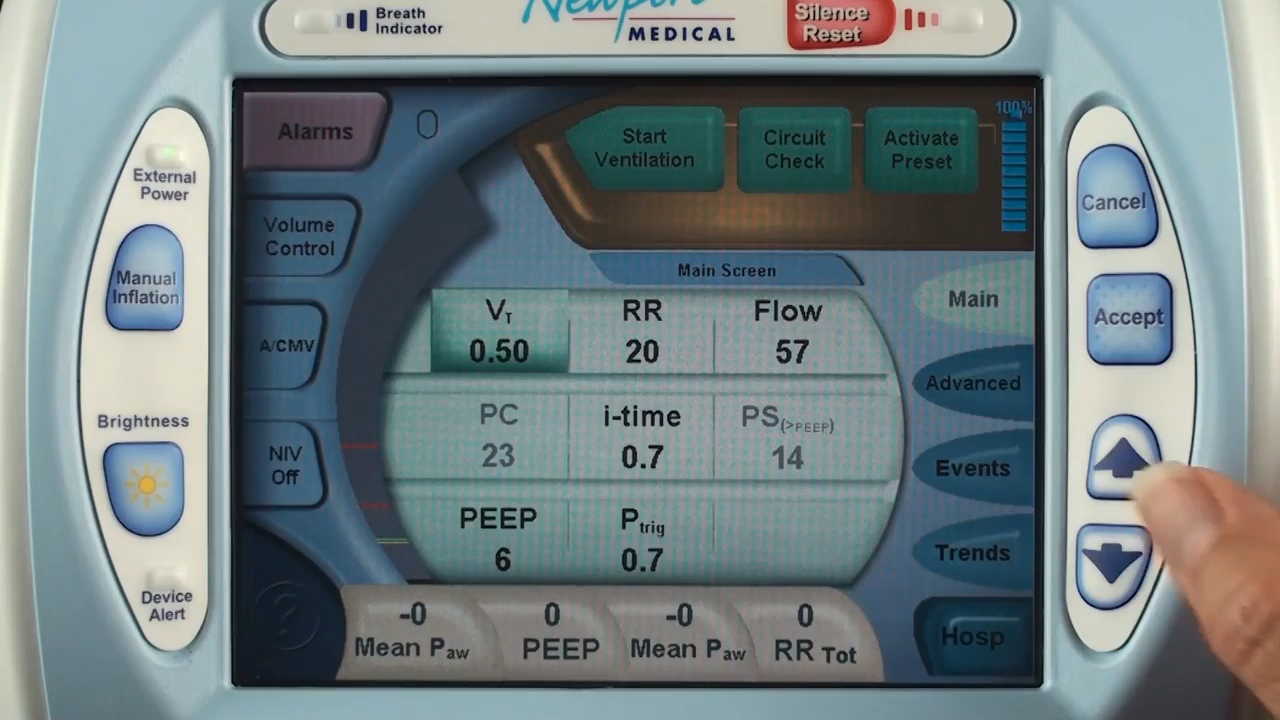 Breath
Indicator
Newport
MEDICAL
Silence
Reset
External
Power
Manual
Inflation
Brightness
Device
Alert
Alarms
0
Start
Ventilation
Circuit
Check
Activate
Preset
100%
Volume
Control
A/CMV
NIV
Off
Main Screen
VT RR Flow
0.50 20 57
PC i-time PS(>PEEP)
23 0.7 14
PEEP Ptrig
6 0.7
-0 0 -0 0
Mean Paw PEEP Mean Paw RR Tot
Main
Advanced
Events
Trends
Hosp
Cancel
Accept